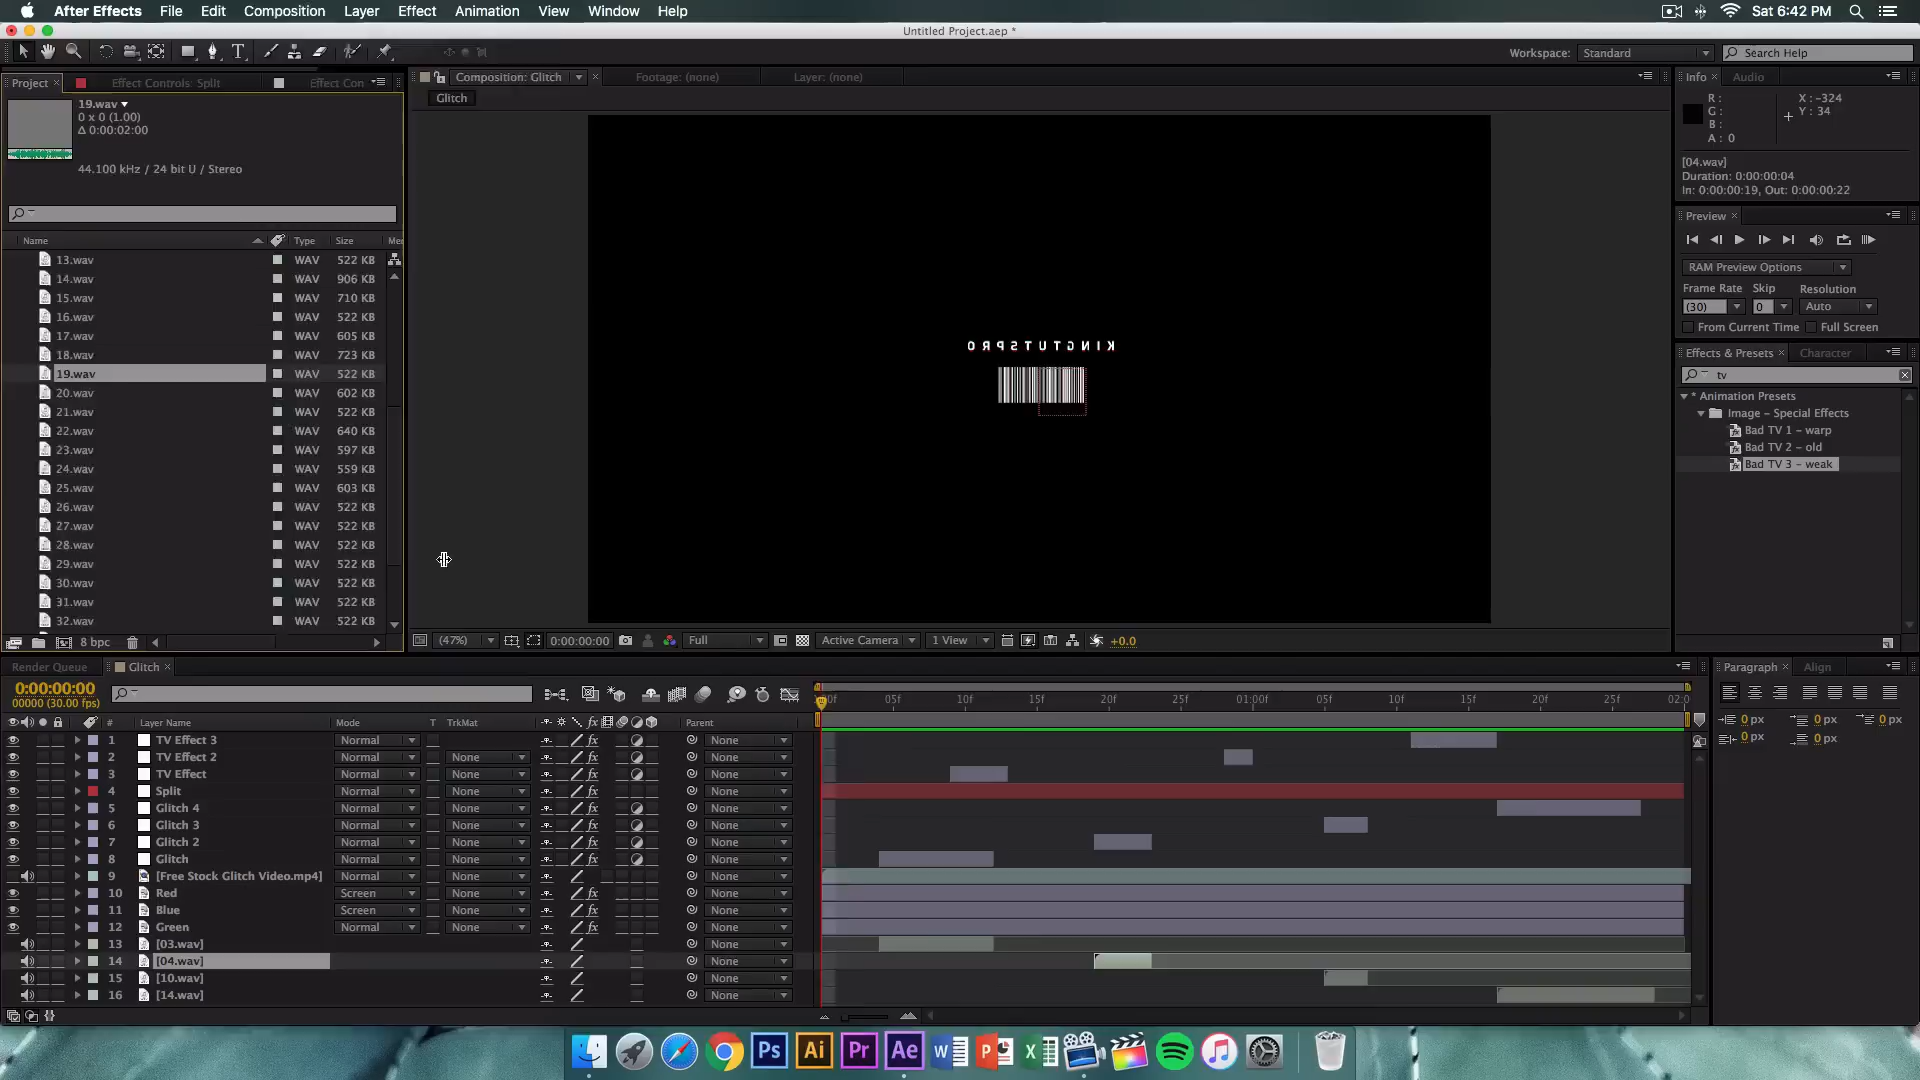 After Effects File Edit Composition Layer Effect Animation View Window Help Sat 6:42 PM
Untitled Project.aep *
Workspace: Standard Search Help
Project × Effect Controls: Split Effect Con Composition: Glitch × Footage: (none) Layer: (none) Info × Audio
Glitch
19.wav
0 x 0 (1.00)
Δ 0:00:02:00
44.100 kHz / 24 bit U / Stereo
R :
G :
B :
A : 0
X : -324
Y : 34
[04.wav]
Duration: 0:00:00:04
In: 0:00:00:19, Out: 0:00:00:22
Preview ×
RAM Preview Options
Frame Rate Skip Resolution
(30) 0 Auto
From Current Time Full Screen
Effects & Presets × Character
tv
* Animation Presets
Image – Special Effects
Bad TV 1 – warp
Bad TV 2 – old
Bad TV 3 – weak
Name Type Size Me
13.wav WAV 522 KB
14.wav WAV 906 KB
15.wav WAV 710 KB
16.wav WAV 522 KB
17.wav WAV 605 KB
18.wav WAV 723 KB
19.wav WAV 522 KB
20.wav WAV 602 KB
21.wav WAV 522 KB
22.wav WAV 640 KB
23.wav WAV 597 KB
24.wav WAV 559 KB
25.wav WAV 603 KB
26.wav WAV 522 KB
27.wav WAV 522 KB
28.wav WAV 522 KB
29.wav WAV 522 KB
30.wav WAV 522 KB
31.wav WAV 522 KB
32.wav WAV 522 KB
8 bpc
KINGTUTSPRO
(47%) 0:00:00:00 Full Active Camera 1 View +0.0
Render Queue Glitch ×
0:00:00:00
00000 (30.00 fps)
05f 10f 15f 20f 25f 01:00f 05f 10f 15f 20f 25f 02:0
# Layer Name Mode T TrkMat Parent
1 TV Effect 3 Normal None
2 TV Effect 2 Normal None None
3 TV Effect Normal None None
4 Split Normal None None
5 Glitch 4 Normal None None
6 Glitch 3 Normal None None
7 Glitch 2 Normal None None
8 Glitch Normal None None
9 [Free Stock Glitch Video.mp4] Normal None None
10 Red Screen None None
11 Blue Screen None None
12 Green Normal None None
13 [03.wav] None
14 [04.wav] None
15 [10.wav] None
16 [14.wav] None
Paragraph × Align
0 px 0 px 0 px
0 px 0 px
Ps Ai Pr Ae